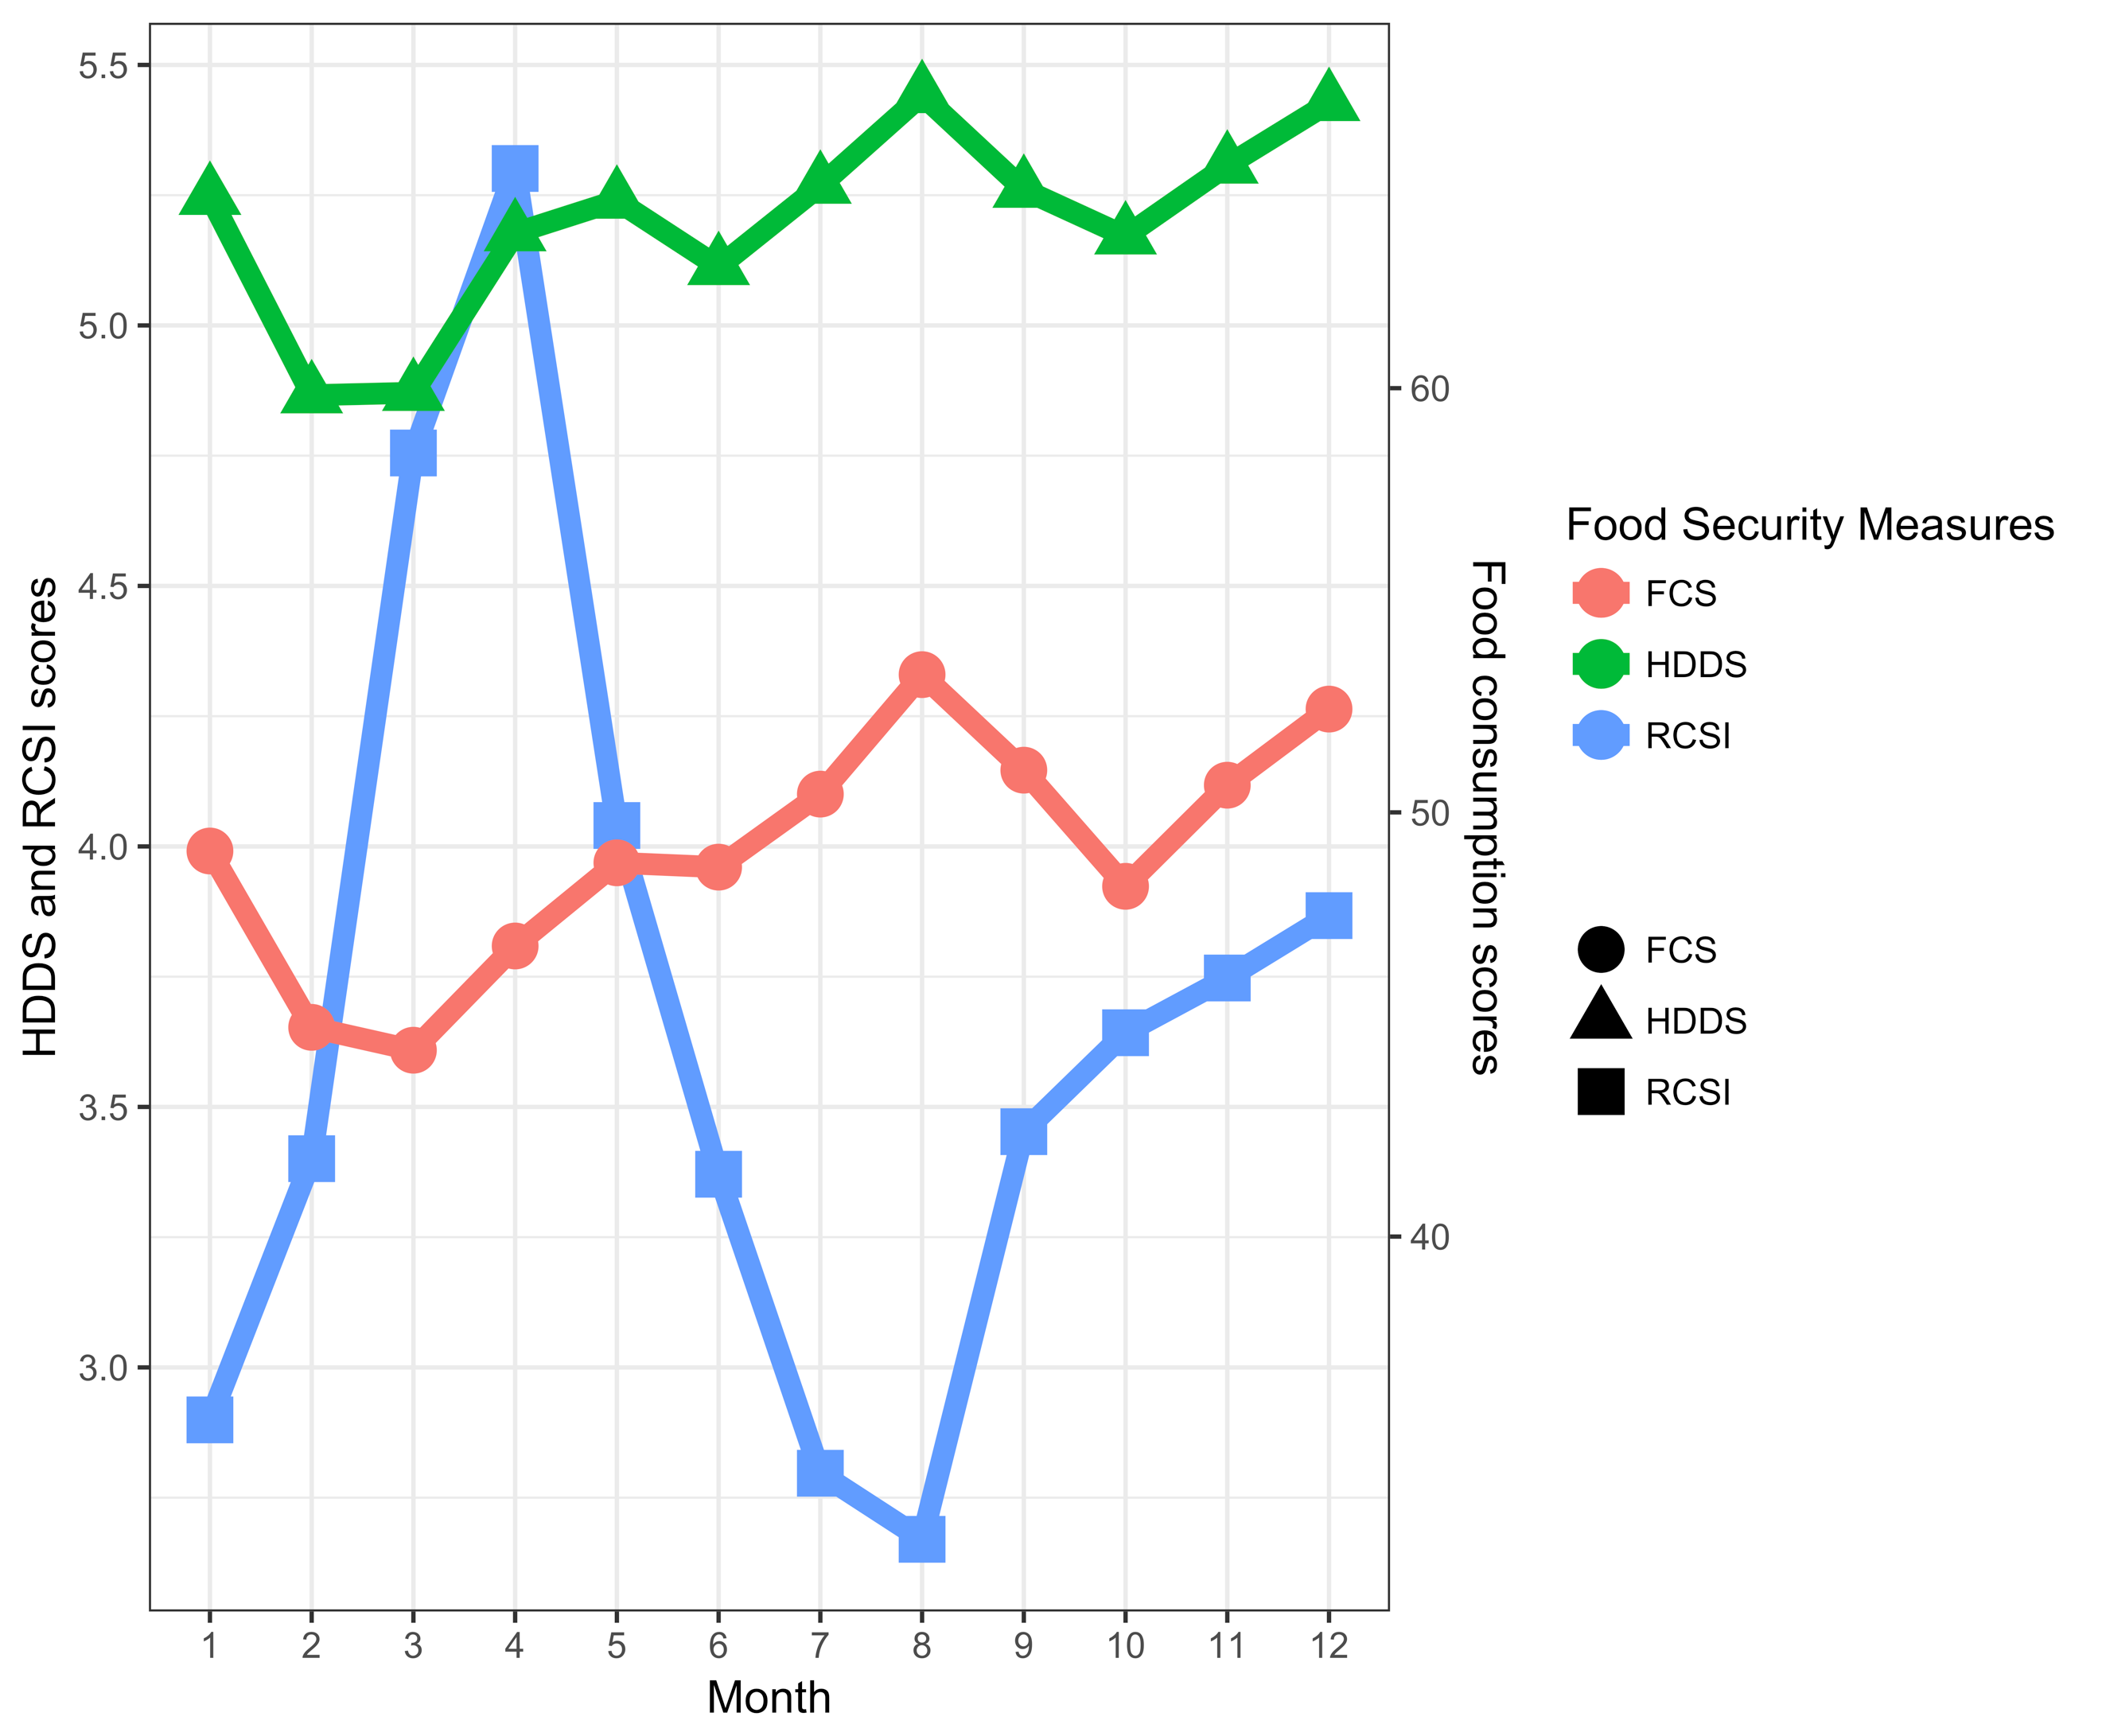 HDDS and RCSI scores
5.5
5.0
4.5
4.0
3.5
3.0
1 2 3 4 5 6 7 8 9 10 11 12
Month
60
50
40
Food consumption scores
Food Security Measures
FCS
HDDS
RCSI
FCS
HDDS
RCSI